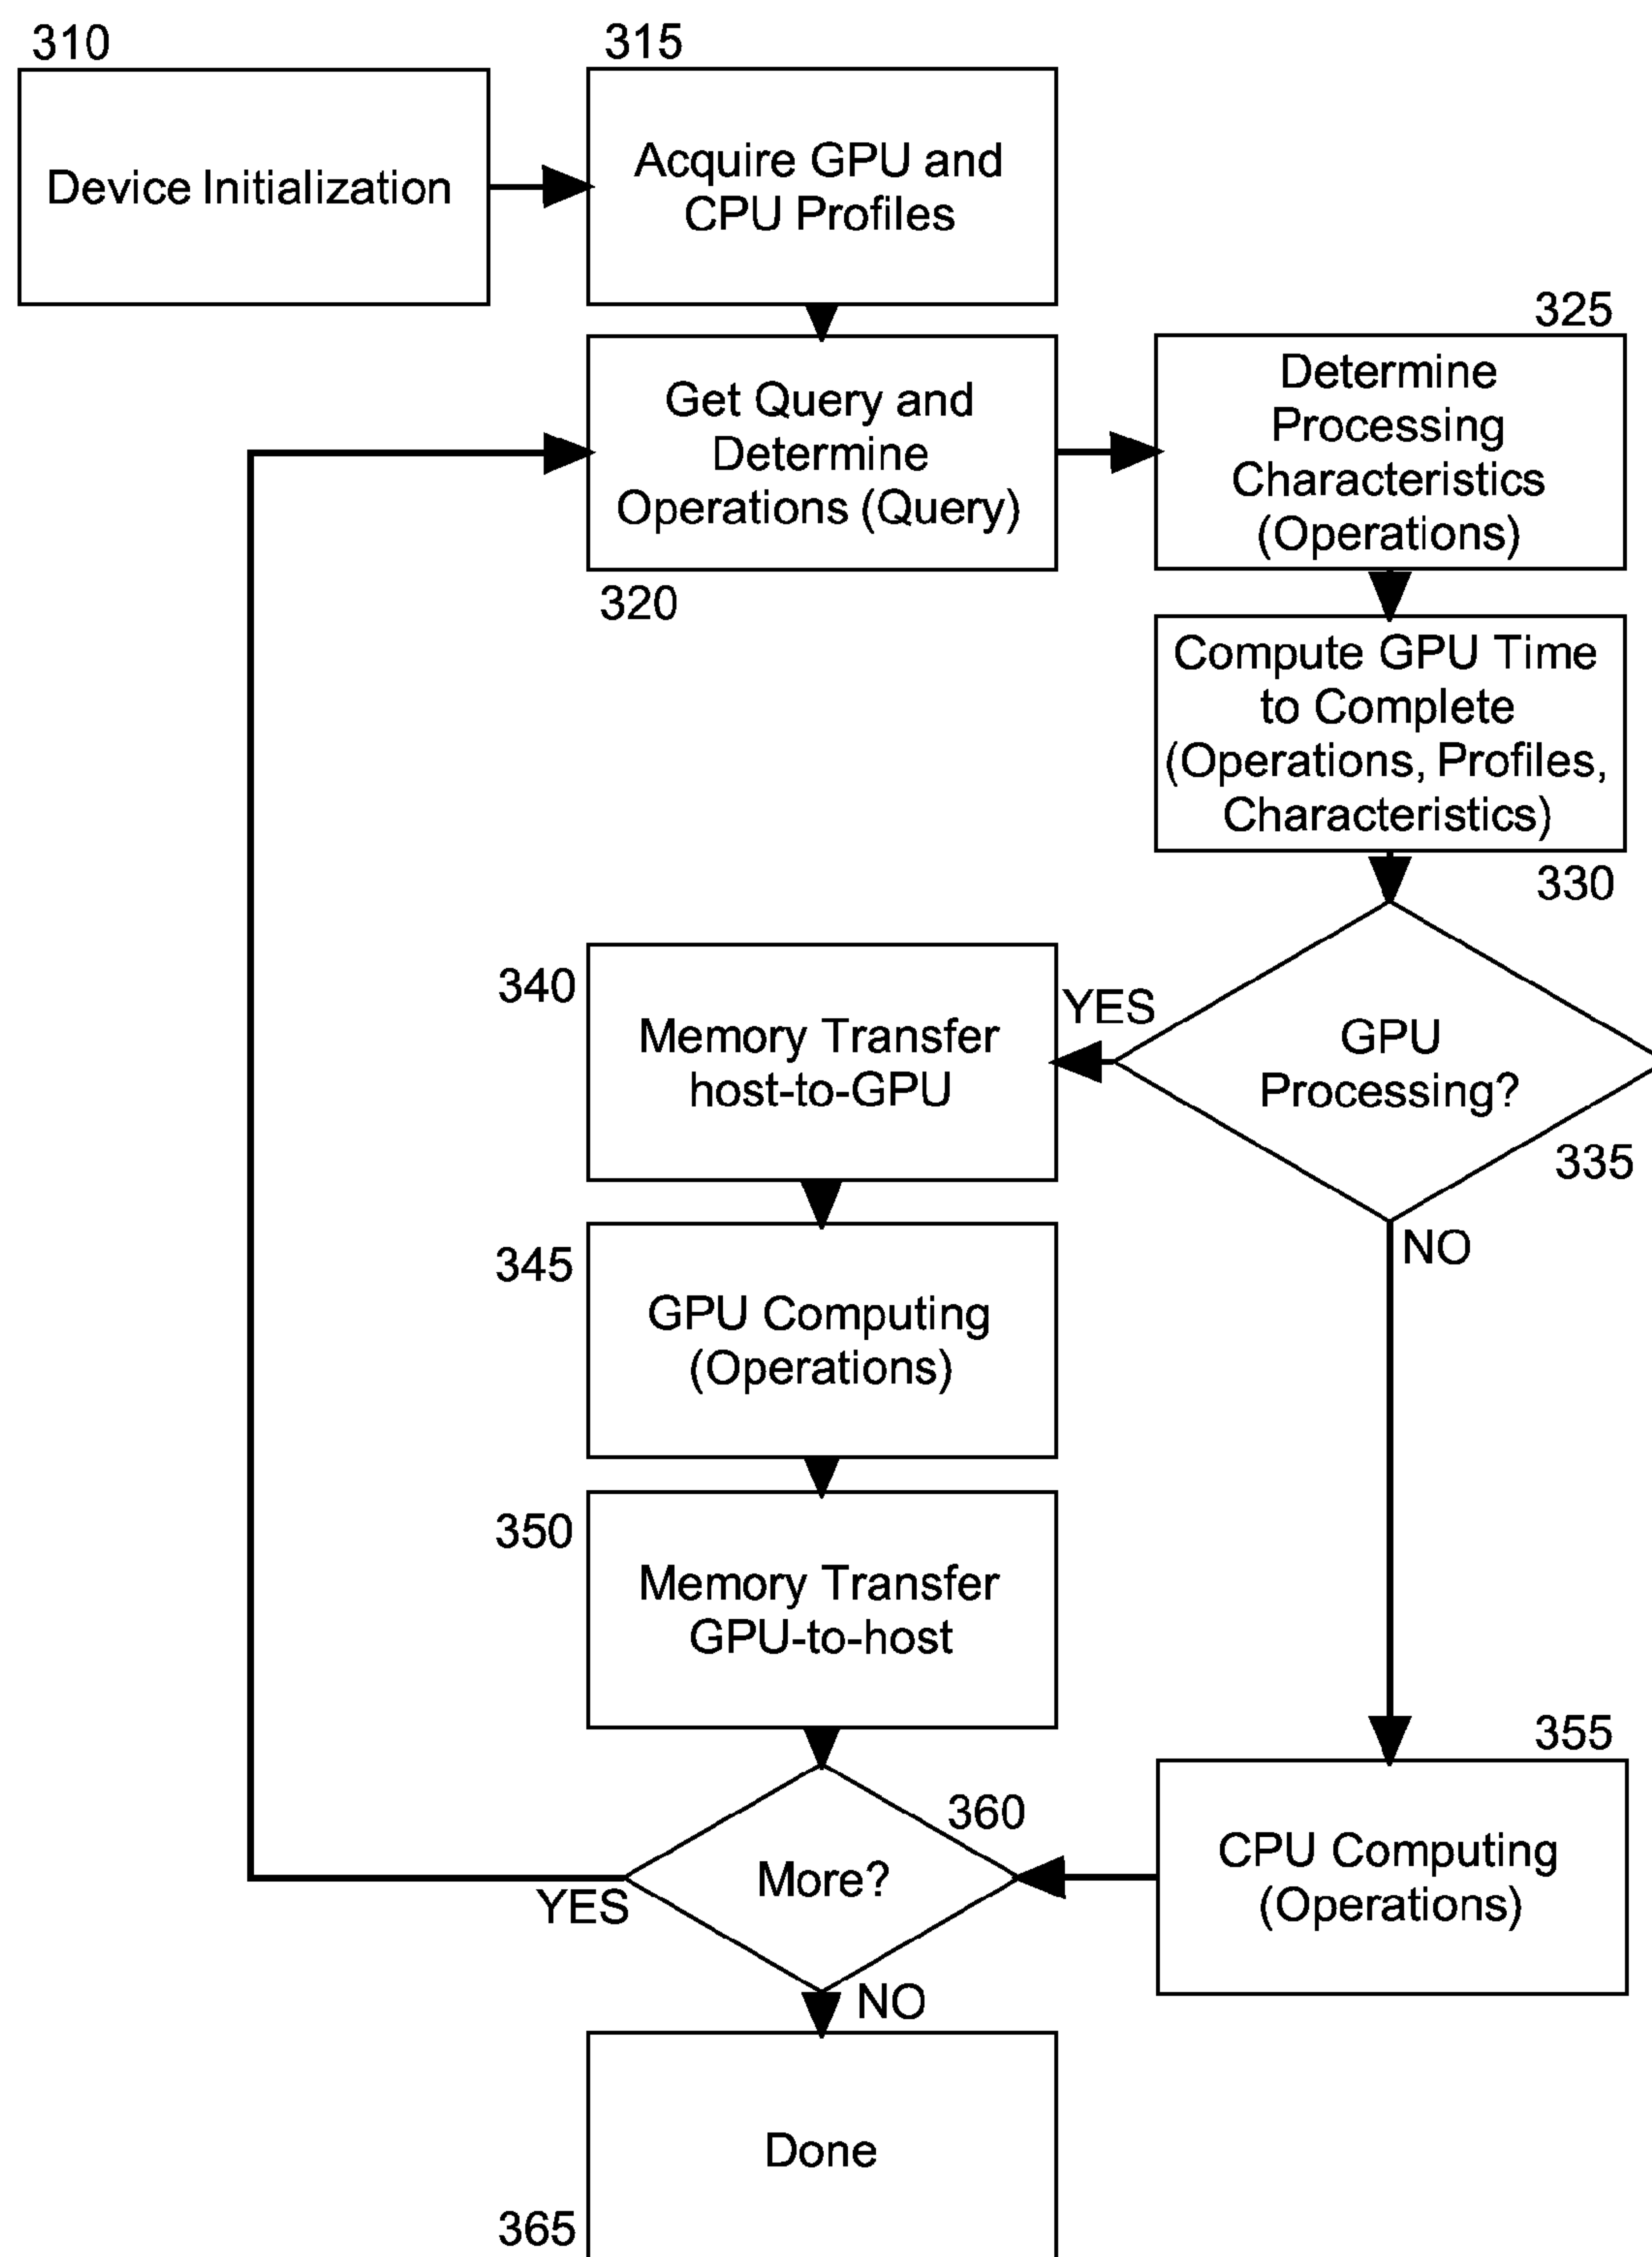 310
Device Initialization
315
Acquire GPU and
CPU Profiles
Get Query and
Determine
Operations (Query)
320
325
Determine
Processing
Characteristics
(Operations)
Compute GPU Time
to Complete
(Operations, Profiles,
Characteristics)
330
GPU
Processing?
335
YES
NO
340
Memory Transfer
host-to-GPU
345
GPU Computing
(Operations)
350
Memory Transfer
GPU-to-host
355
CPU Computing
(Operations)
360
More?
YES
NO
Done
365